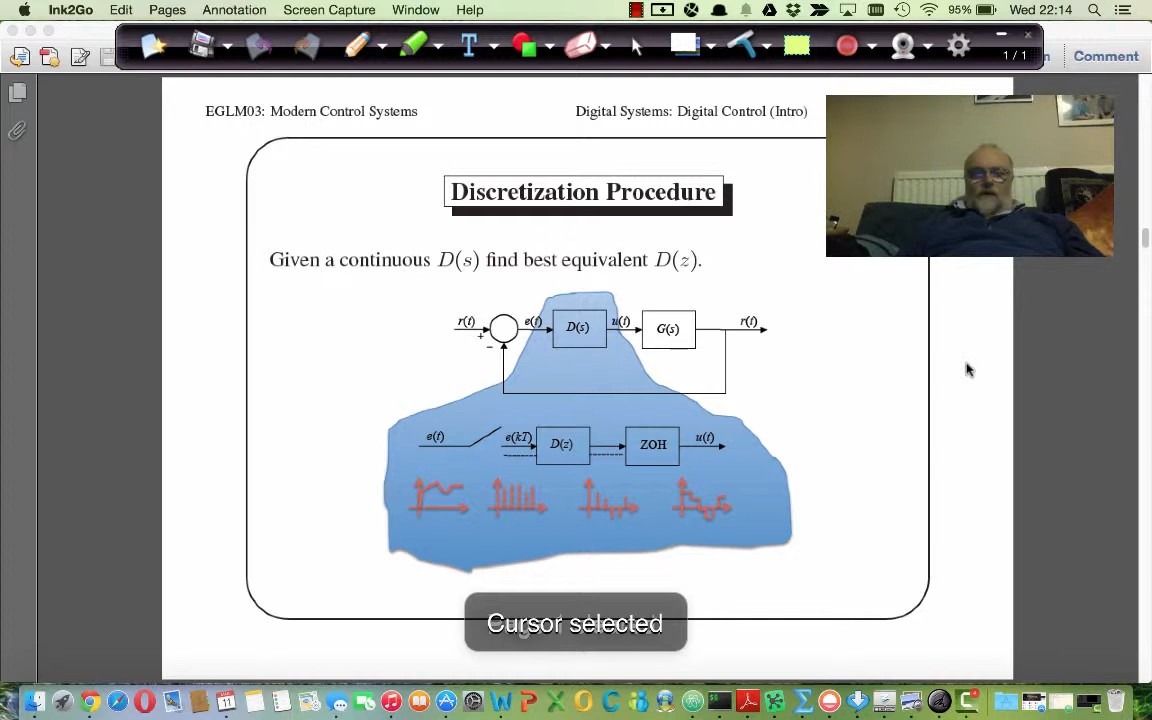 Ink2Go Edit Pages Annotation Screen Capture Window Help 95% Wed 22:14
T
1 / 1
Comment
EGLM03: Modern Control Systems Digital Systems: Digital Control (Intro)
Discretization Procedure
Given a continuous D(s) find best equivalent D(z).
r(t) + − e(t) D(s) u(t) G(s) r(t)
e(t) e(kT) D(z) ZOH u(t)
Cursor selected